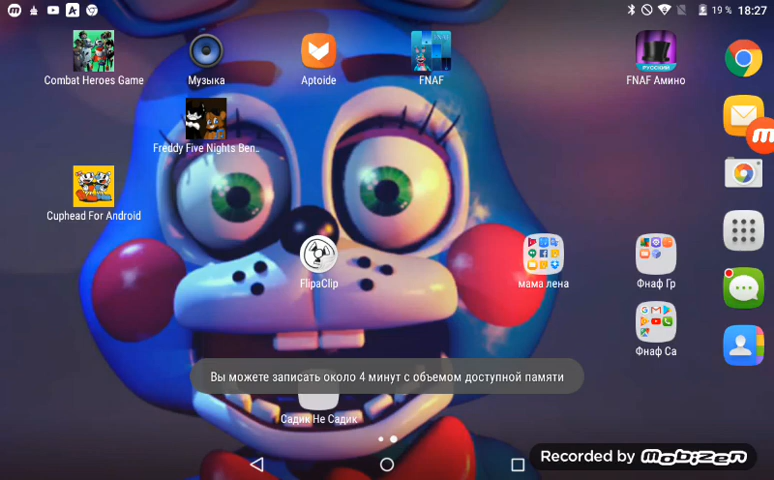 19 % 18:27
Combat Heroes Game
Музыка
Aptoide
FNAF
РУССКИЙ
FNAF Амино
Freddy Five Nights Ben..
Cuphead For Android
FlipaClip
мама лена
Фнаф Гр
Фнаф Са
Вы можете записать около 4 минут с объемом доступной памяти
Садик Не Садик
Recorded by mobizen